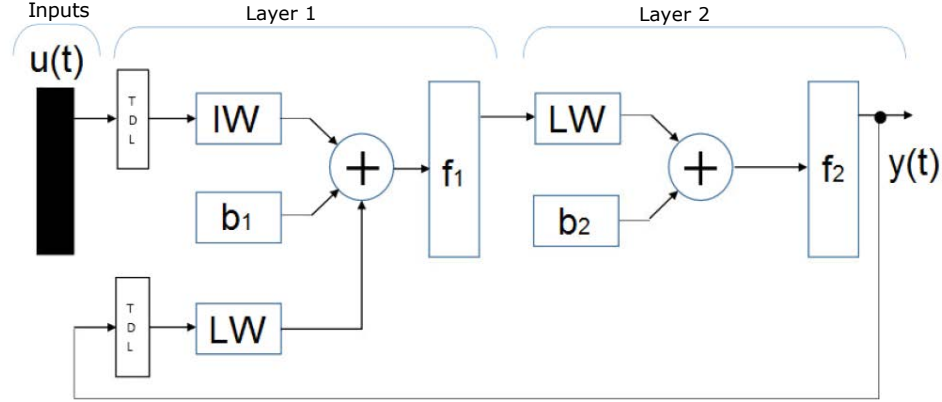 Inputs
Layer 1
Layer 2
u(t)
T
D
L
IW
b1
+
f1
LW
b2
+
f2
y(t)
T
D
L
LW